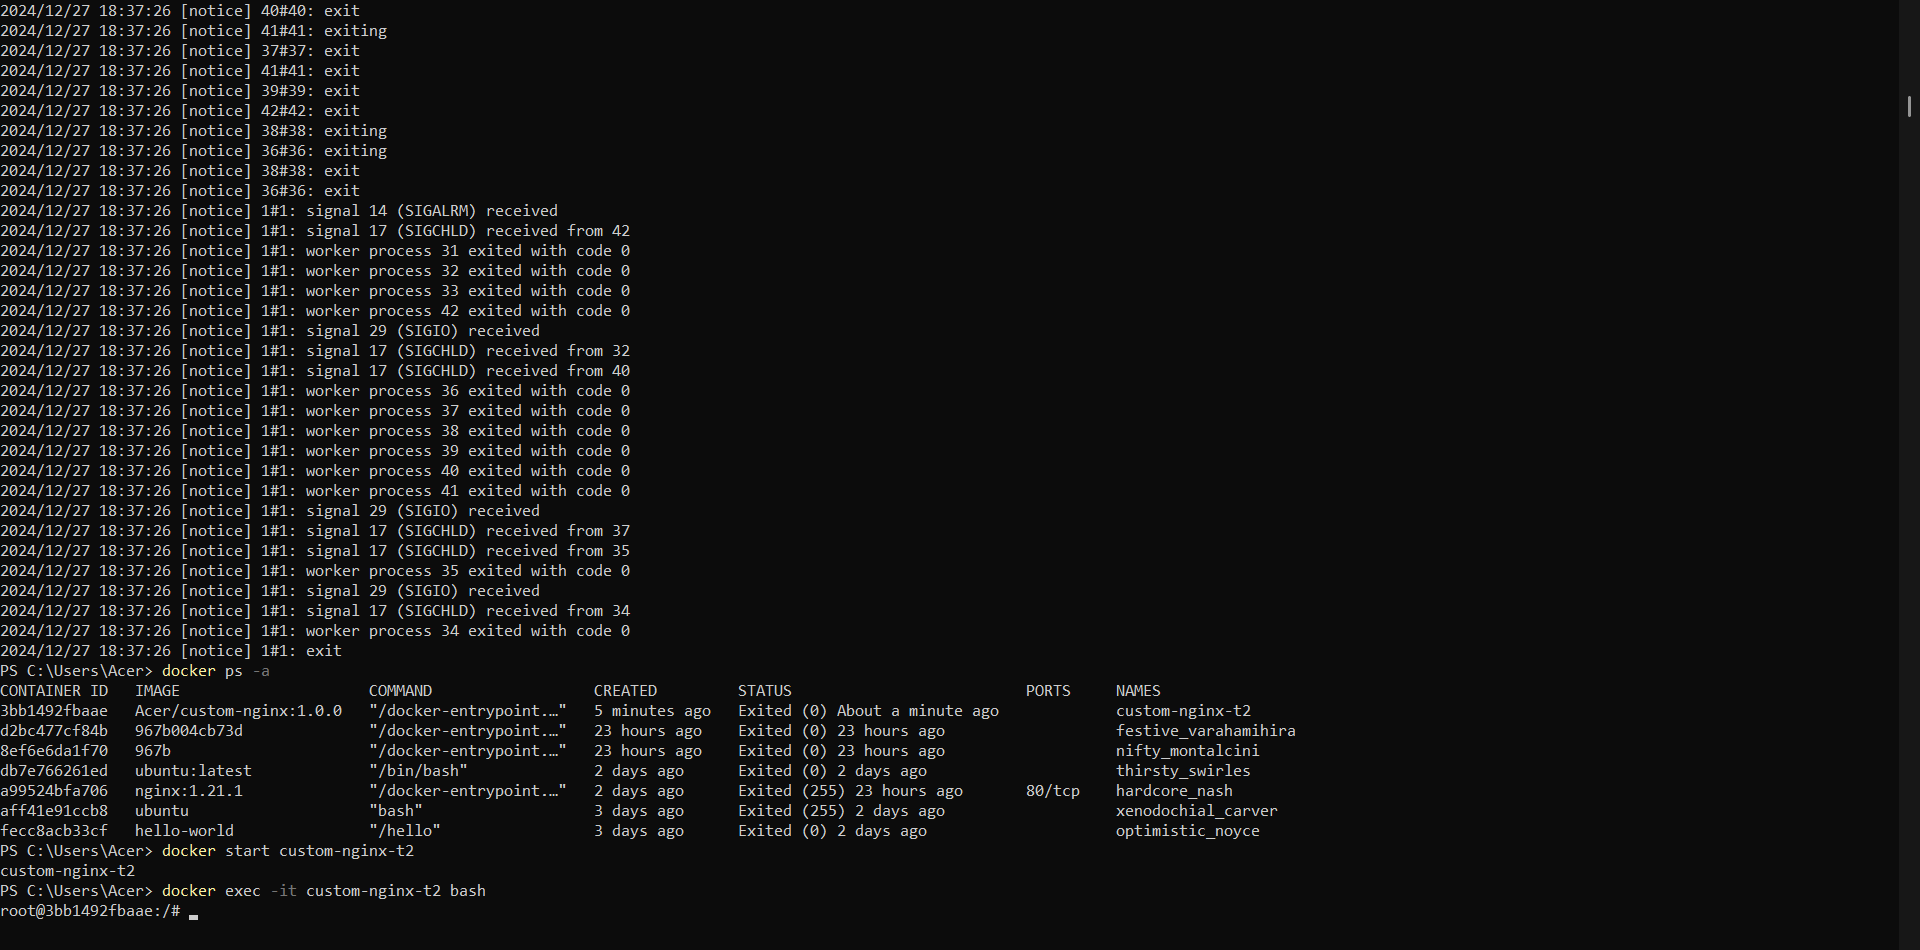 2024/12/27 18:37:26 [notice] 40#40: exit
2024/12/27 18:37:26 [notice] 41#41: exiting
2024/12/27 18:37:26 [notice] 37#37: exit
2024/12/27 18:37:26 [notice] 41#41: exit
2024/12/27 18:37:26 [notice] 39#39: exit
2024/12/27 18:37:26 [notice] 42#42: exit
2024/12/27 18:37:26 [notice] 38#38: exiting
2024/12/27 18:37:26 [notice] 36#36: exiting
2024/12/27 18:37:26 [notice] 38#38: exit
2024/12/27 18:37:26 [notice] 36#36: exit
2024/12/27 18:37:26 [notice] 1#1: signal 14 (SIGALRM) received
2024/12/27 18:37:26 [notice] 1#1: signal 17 (SIGCHLD) received from 42
2024/12/27 18:37:26 [notice] 1#1: worker process 31 exited with code 0
2024/12/27 18:37:26 [notice] 1#1: worker process 32 exited with code 0
2024/12/27 18:37:26 [notice] 1#1: worker process 33 exited with code 0
2024/12/27 18:37:26 [notice] 1#1: worker process 42 exited with code 0
2024/12/27 18:37:26 [notice] 1#1: signal 29 (SIGIO) received
2024/12/27 18:37:26 [notice] 1#1: signal 17 (SIGCHLD) received from 32
2024/12/27 18:37:26 [notice] 1#1: signal 17 (SIGCHLD) received from 40
2024/12/27 18:37:26 [notice] 1#1: worker process 36 exited with code 0
2024/12/27 18:37:26 [notice] 1#1: worker process 37 exited with code 0
2024/12/27 18:37:26 [notice] 1#1: worker process 38 exited with code 0
2024/12/27 18:37:26 [notice] 1#1: worker process 39 exited with code 0
2024/12/27 18:37:26 [notice] 1#1: worker process 40 exited with code 0
2024/12/27 18:37:26 [notice] 1#1: worker process 41 exited with code 0
2024/12/27 18:37:26 [notice] 1#1: signal 29 (SIGIO) received
2024/12/27 18:37:26 [notice] 1#1: signal 17 (SIGCHLD) received from 37
2024/12/27 18:37:26 [notice] 1#1: signal 17 (SIGCHLD) received from 35
2024/12/27 18:37:26 [notice] 1#1: worker process 35 exited with code 0
2024/12/27 18:37:26 [notice] 1#1: signal 29 (SIGIO) received
2024/12/27 18:37:26 [notice] 1#1: signal 17 (SIGCHLD) received from 34
2024/12/27 18:37:26 [notice] 1#1: worker process 34 exited with code 0
2024/12/27 18:37:26 [notice] 1#1: exit
PS C:\Users\Acer> docker ps -a
CONTAINER ID   IMAGE                     COMMAND                  CREATED         STATUS                          PORTS     NAMES
3bb1492fbaae   Acer/custom-nginx:1.0.0   "/docker-entrypoint.…"   5 minutes ago   Exited (0) About a minute ago             custom-nginx-t2
d2bc477cf84b   967b004cb73d              "/docker-entrypoint.…"   23 hours ago    Exited (0) 23 hours ago                   festive_varahamihira
8ef6e6da1f70   967b                      "/docker-entrypoint.…"   23 hours ago    Exited (0) 23 hours ago                   nifty_montalcini
db7e766261ed   ubuntu:latest             "/bin/bash"              2 days ago      Exited (0) 2 days ago                     thirsty_swirles
a99524bfa706   nginx:1.21.1              "/docker-entrypoint.…"   2 days ago      Exited (255) 23 hours ago       80/tcp    hardcore_nash
aff41e91ccb8   ubuntu                    "bash"                   3 days ago      Exited (255) 2 days ago                   xenodochial_carver
fecc8acb33cf   hello-world               "/hello"                 3 days ago      Exited (0) 2 days ago                     optimistic_noyce
PS C:\Users\Acer> docker start custom-nginx-t2
custom-nginx-t2
PS C:\Users\Acer> docker exec -it custom-nginx-t2 bash
root@3bb1492fbaae:/#